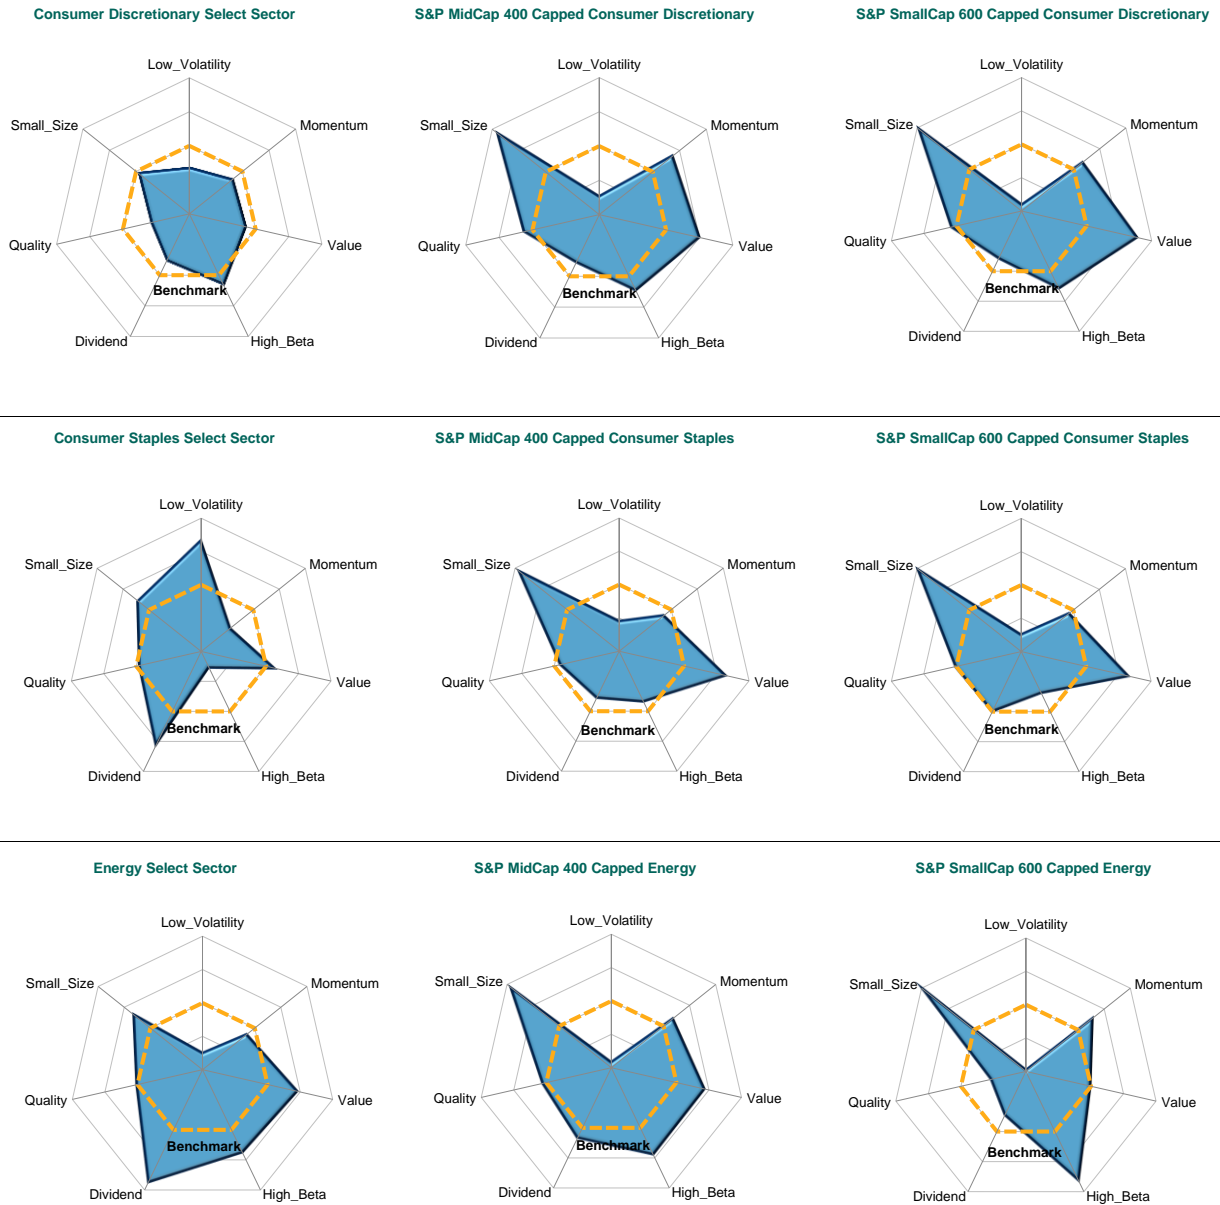 Consumer Discretionary Select Sector
S&P MidCap 400 Capped Consumer Discretionary
S&P SmallCap 600 Capped Consumer Discretionary
Low_Volatility
Small_Size
Momentum
Quality
Value
Benchmark
Dividend
High_Beta
Low_Volatility
Small_Size
Momentum
Quality
Value
Benchmark
Dividend
High_Beta
Low_Volatility
Small_Size
Momentum
Quality
Value
Benchmark
Dividend
High_Beta
Consumer Staples Select Sector
S&P MidCap 400 Capped Consumer Staples
S&P SmallCap 600 Capped Consumer Staples
Low_Volatility
Small_Size
Momentum
Quality
Value
Benchmark
Dividend
High_Beta
Low_Volatility
Small_Size
Momentum
Quality
Value
Benchmark
Dividend
High_Beta
Low_Volatility
Small_Size
Momentum
Quality
Value
Benchmark
Dividend
High_Beta
Energy Select Sector
S&P MidCap 400 Capped Energy
S&P SmallCap 600 Capped Energy
Low_Volatility
Small_Size
Momentum
Quality
Value
Benchmark
Dividend
High_Beta
Low_Volatility
Small_Size
Momentum
Quality
Value
Benchmark
Dividend
High_Beta
Low_Volatility
Small_Size
Momentum
Quality
Value
Benchmark
Dividend
High_Beta